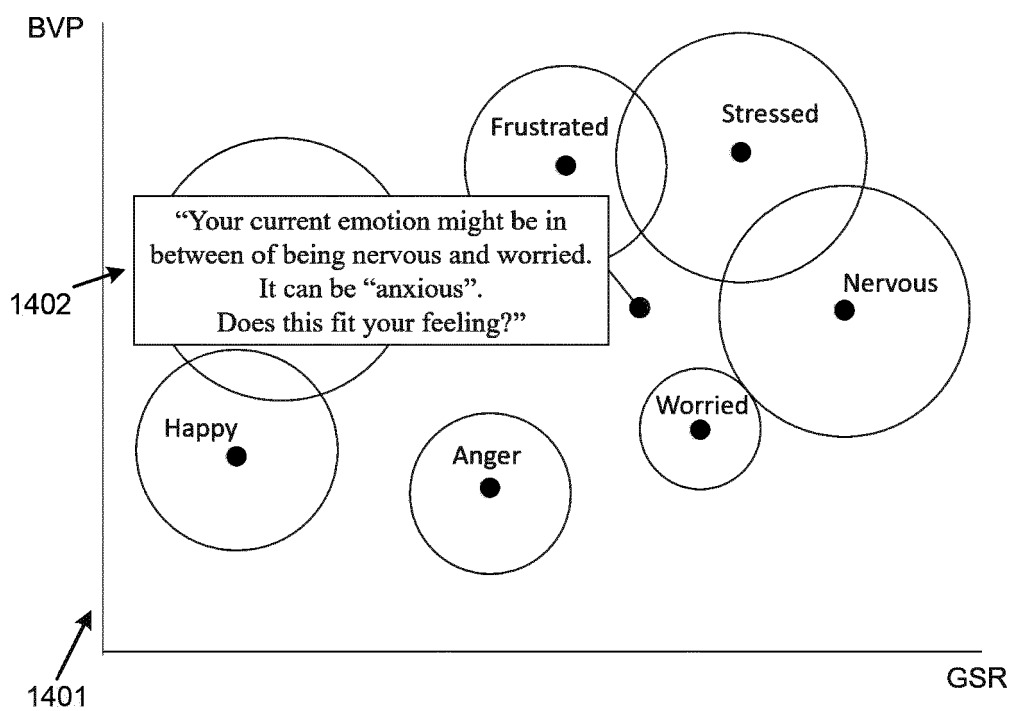 BVP
Stressed
Frustrated
“Your current emotion might be in
between of being nervous and worried.
It can be “anxious”.
Does this fit your feeling?”
Nervous
1402
Worried
Happy
Anger
GSR
1401